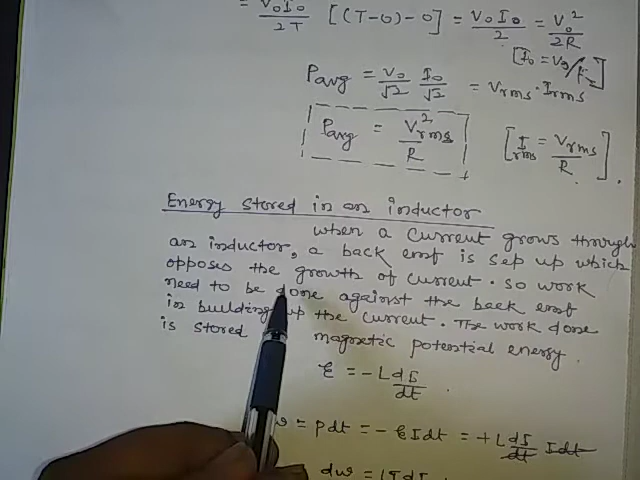 = V₀I₀/2T [(T-0)-0] = V₀I₀/2 = V₀²/2R
[I₀ = V₀/R]
Pavg = V₀/√2 I₀/√2 = Vrms · Irms
Pavg = V²rms/R [Irms = Vrms/R].
Energy stored in an inductor
when a current grows through
an inductor, a back emf is sep up which
opposes the growth of current. so work
need to be done against the back emf
in building up the current. The work done
is stored magnetic potential energy.
ε = -L dI/dt.
= pdt = -εIdt = +L dI/dt Idt
dw = LIdI